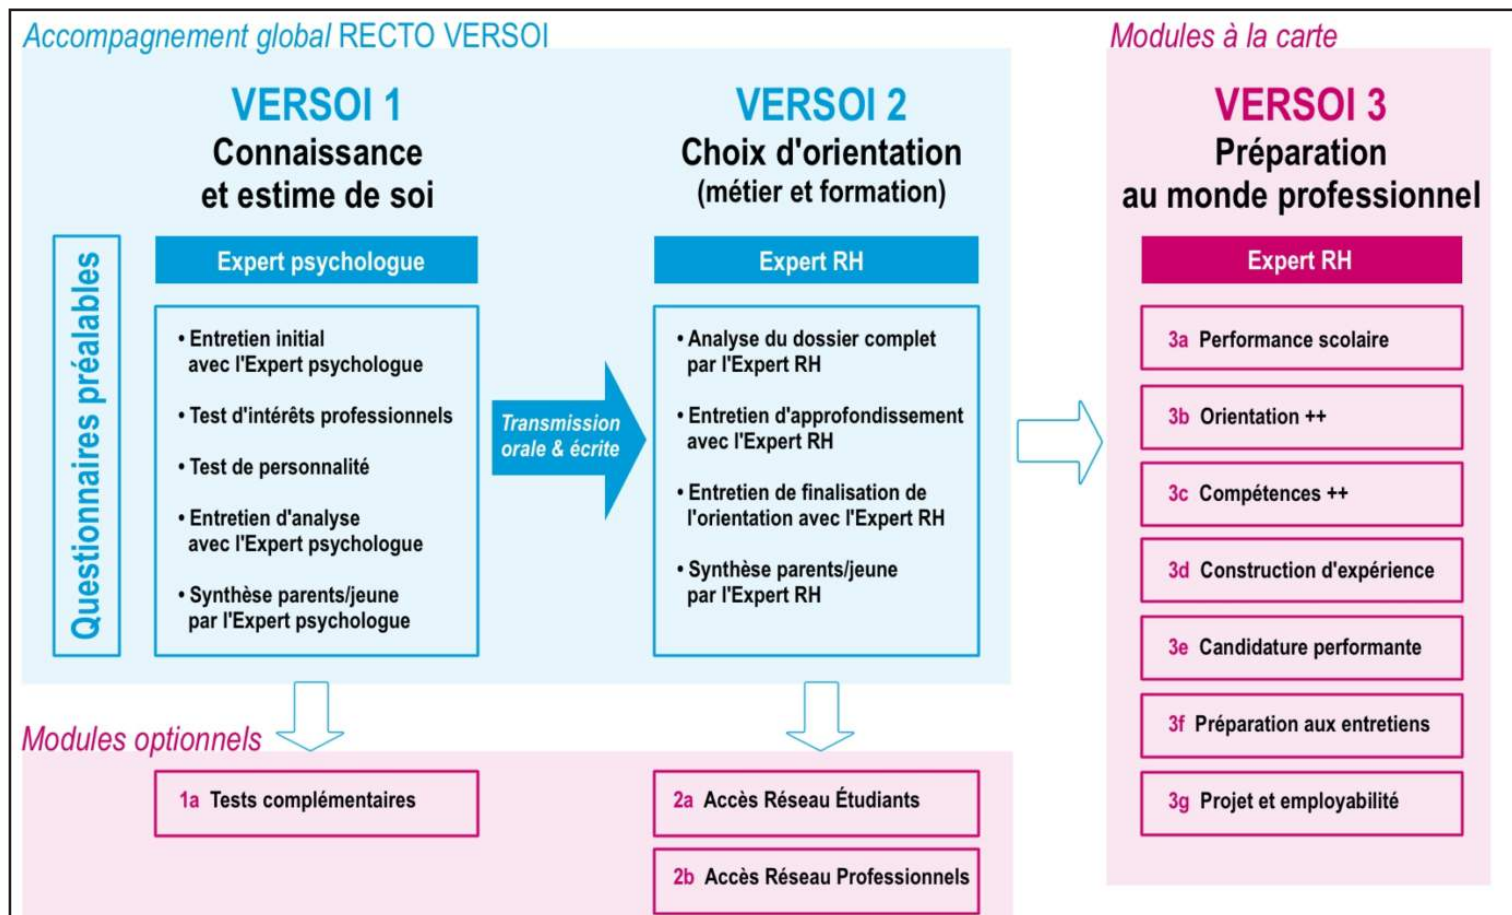 Accompagnement global RECTO VERSOI
VERSOI 1
Connaissance
et estime de soi
Questionnaires préalables
Expert psychologue
• Entretien initial
avec l'Expert psychologue
• Test d'intérêts professionnels
• Test de personnalité
• Entretien d'analyse
avec l'Expert psychologue
• Synthèse parents/jeune
par l'Expert psychologue
Transmission
orale & écrite
VERSOI 2
Choix d'orientation
(métier et formation)
Expert RH
• Analyse du dossier complet
par l'Expert RH
• Entretien d'approfondissement
avec l'Expert RH
• Entretien de finalisation de
l'orientation avec l'Expert RH
• Synthèse parents/jeune
par l'Expert RH
Modules optionnels
1a Tests complémentaires
2a Accès Réseau Étudiants
2b Accès Réseau Professionnels
Modules à la carte
VERSOI 3
Préparation
au monde professionnel
Expert RH
3a Performance scolaire
3b Orientation ++
3c Compétences ++
3d Construction d'expérience
3e Candidature performante
3f Préparation aux entretiens
3g Projet et employabilité